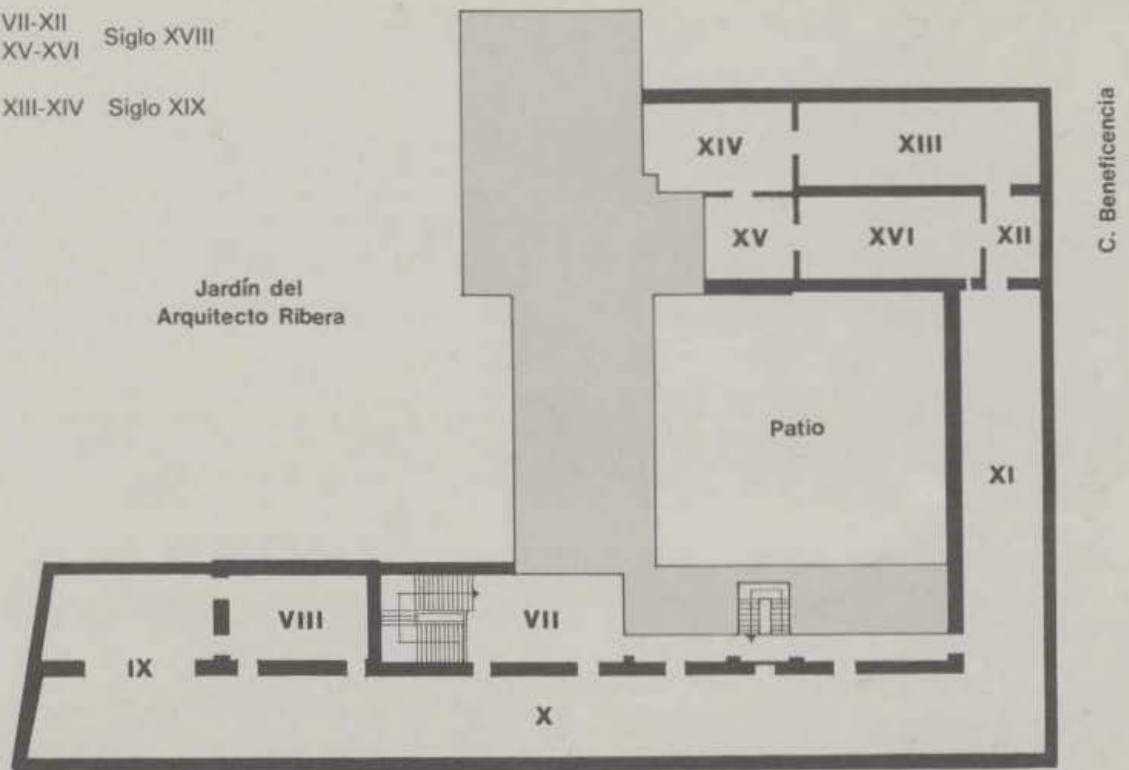 VII-XII
XV-XVI
Siglo XVIII
XIII-XIV Siglo XIX
C. Beneficencia
XIV
XIII
XV
XVI
XII
Jardín del
Arquitecto Ribera
Patio
XI
VIII
VII
IX
X